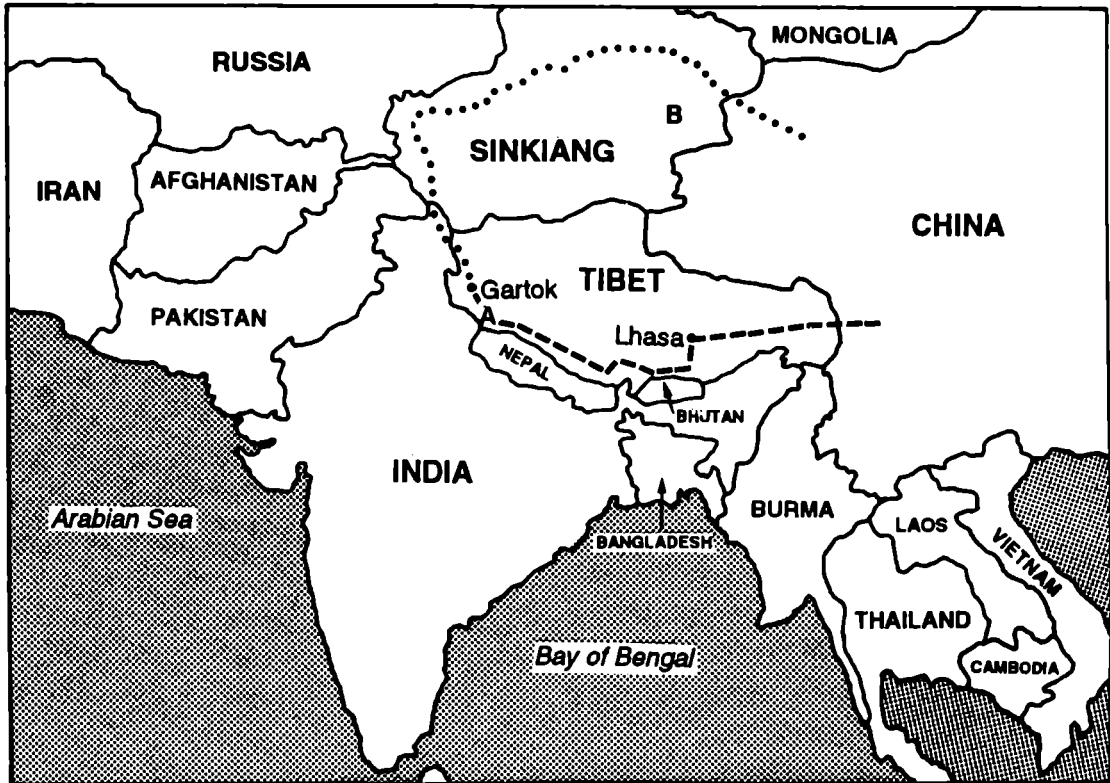 MONGOLIA
RUSSIA
B
SINKIANG
AFGHANISTAN
IRAN
CHINA
TIBET
Gartok
A
PAKISTAN
Lhasa
NEPAL
BHUTAN
INDIA
BURMA
Arabian Sea
LAOS
BANGLADESH
VIETNAM
THAILAND
Bay of Bengal
CAMBODIA